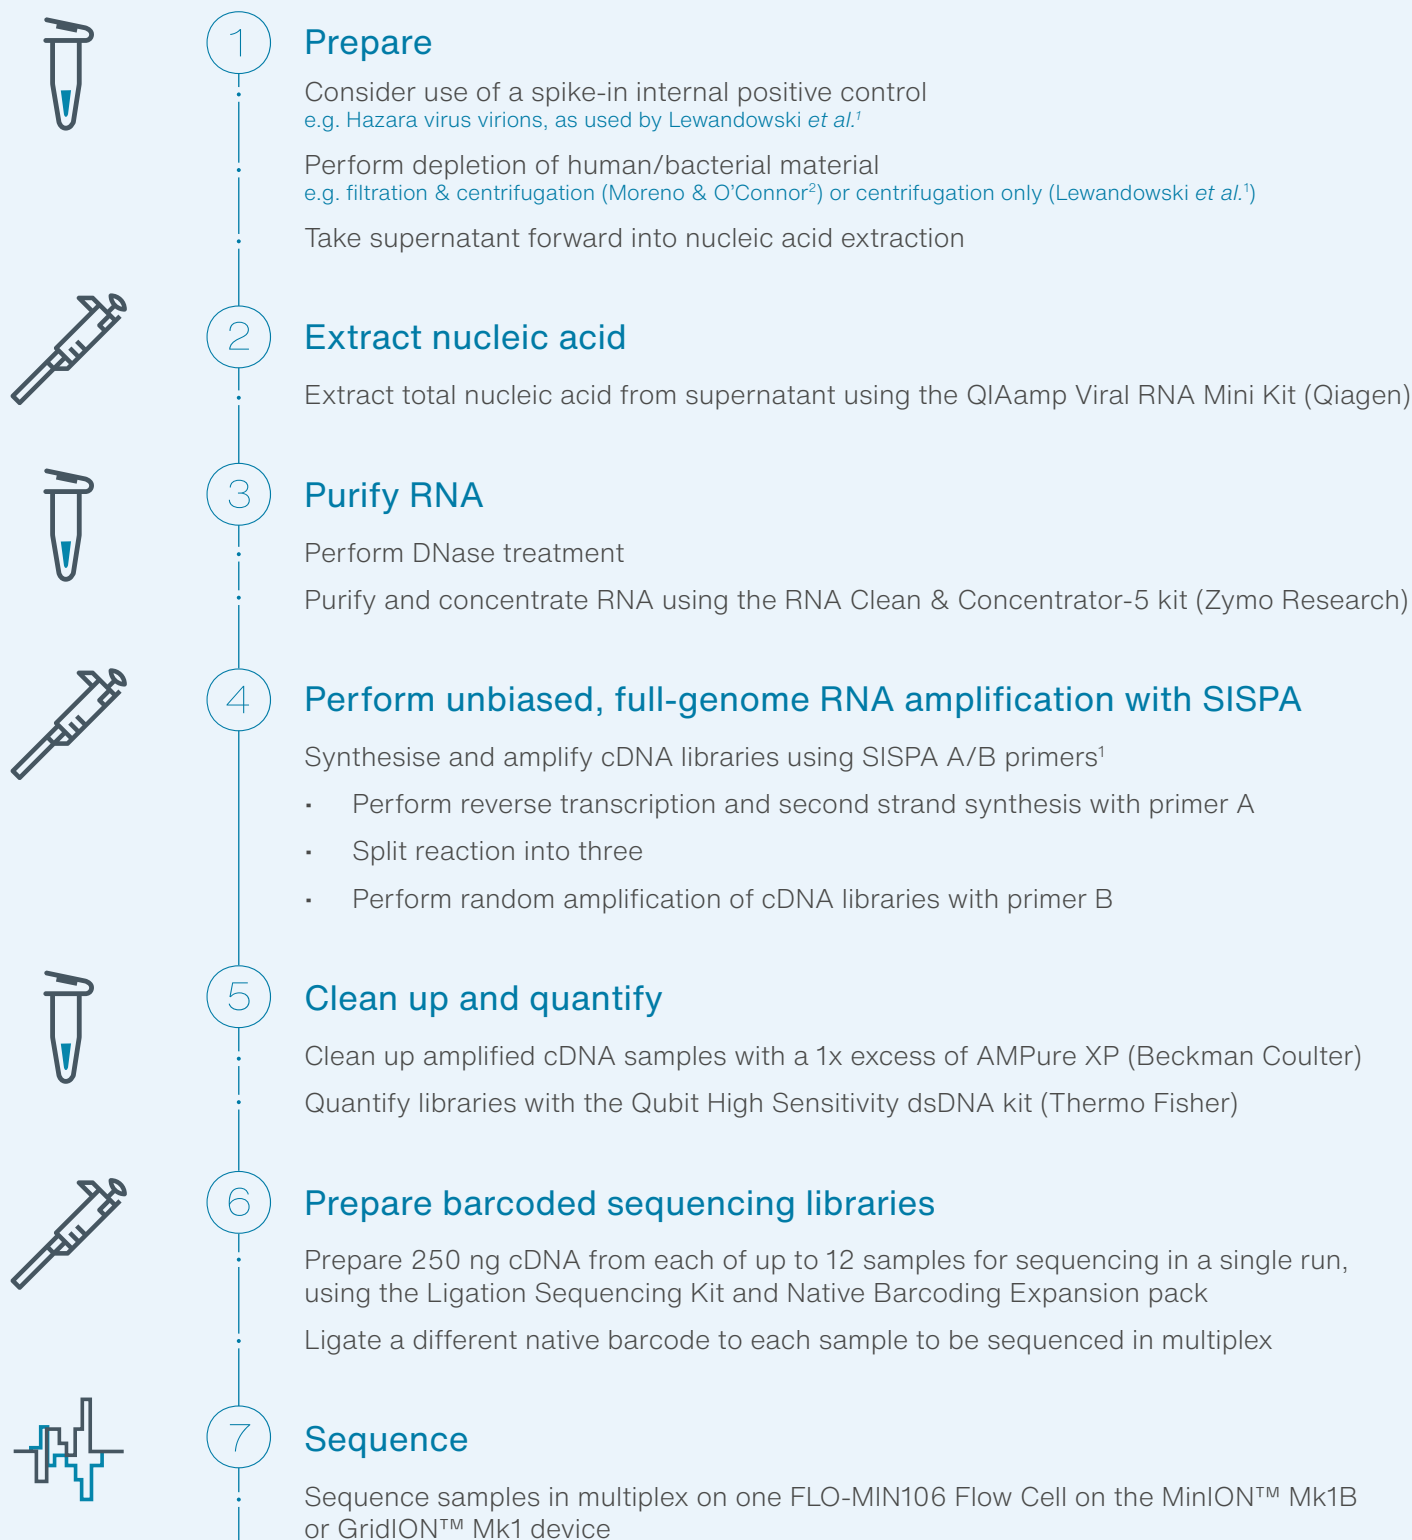 1
Prepare
Consider use of a spike-in internal positive control
e.g. Hazara virus virions, as used by Lewandowski et al.¹
Perform depletion of human/bacterial material
e.g. filtration & centrifugation (Moreno & O'Connor²) or centrifugation only (Lewandowski et al.¹)
Take supernatant forward into nucleic acid extraction
2
Extract nucleic acid
Extract total nucleic acid from supernatant using the QIAamp Viral RNA Mini Kit (Qiagen)
3
Purify RNA
Perform DNase treatment
Purify and concentrate RNA using the RNA Clean & Concentrator-5 kit (Zymo Research)
4
Perform unbiased, full-genome RNA amplification with SISPA
Synthesise and amplify cDNA libraries using SISPA A/B primers¹
• Perform reverse transcription and second strand synthesis with primer A
• Split reaction into three
• Perform random amplification of cDNA libraries with primer B
5
Clean up and quantify
Clean up amplified cDNA samples with a 1x excess of AMPure XP (Beckman Coulter)
Quantify libraries with the Qubit High Sensitivity dsDNA kit (Thermo Fisher)
6
Prepare barcoded sequencing libraries
Prepare 250 ng cDNA from each of up to 12 samples for sequencing in a single run,
using the Ligation Sequencing Kit and Native Barcoding Expansion pack
Ligate a different native barcode to each sample to be sequenced in multiplex
7
Sequence
Sequence samples in multiplex on one FLO-MIN106 Flow Cell on the MinION™ Mk1B
or GridION™ Mk1 device